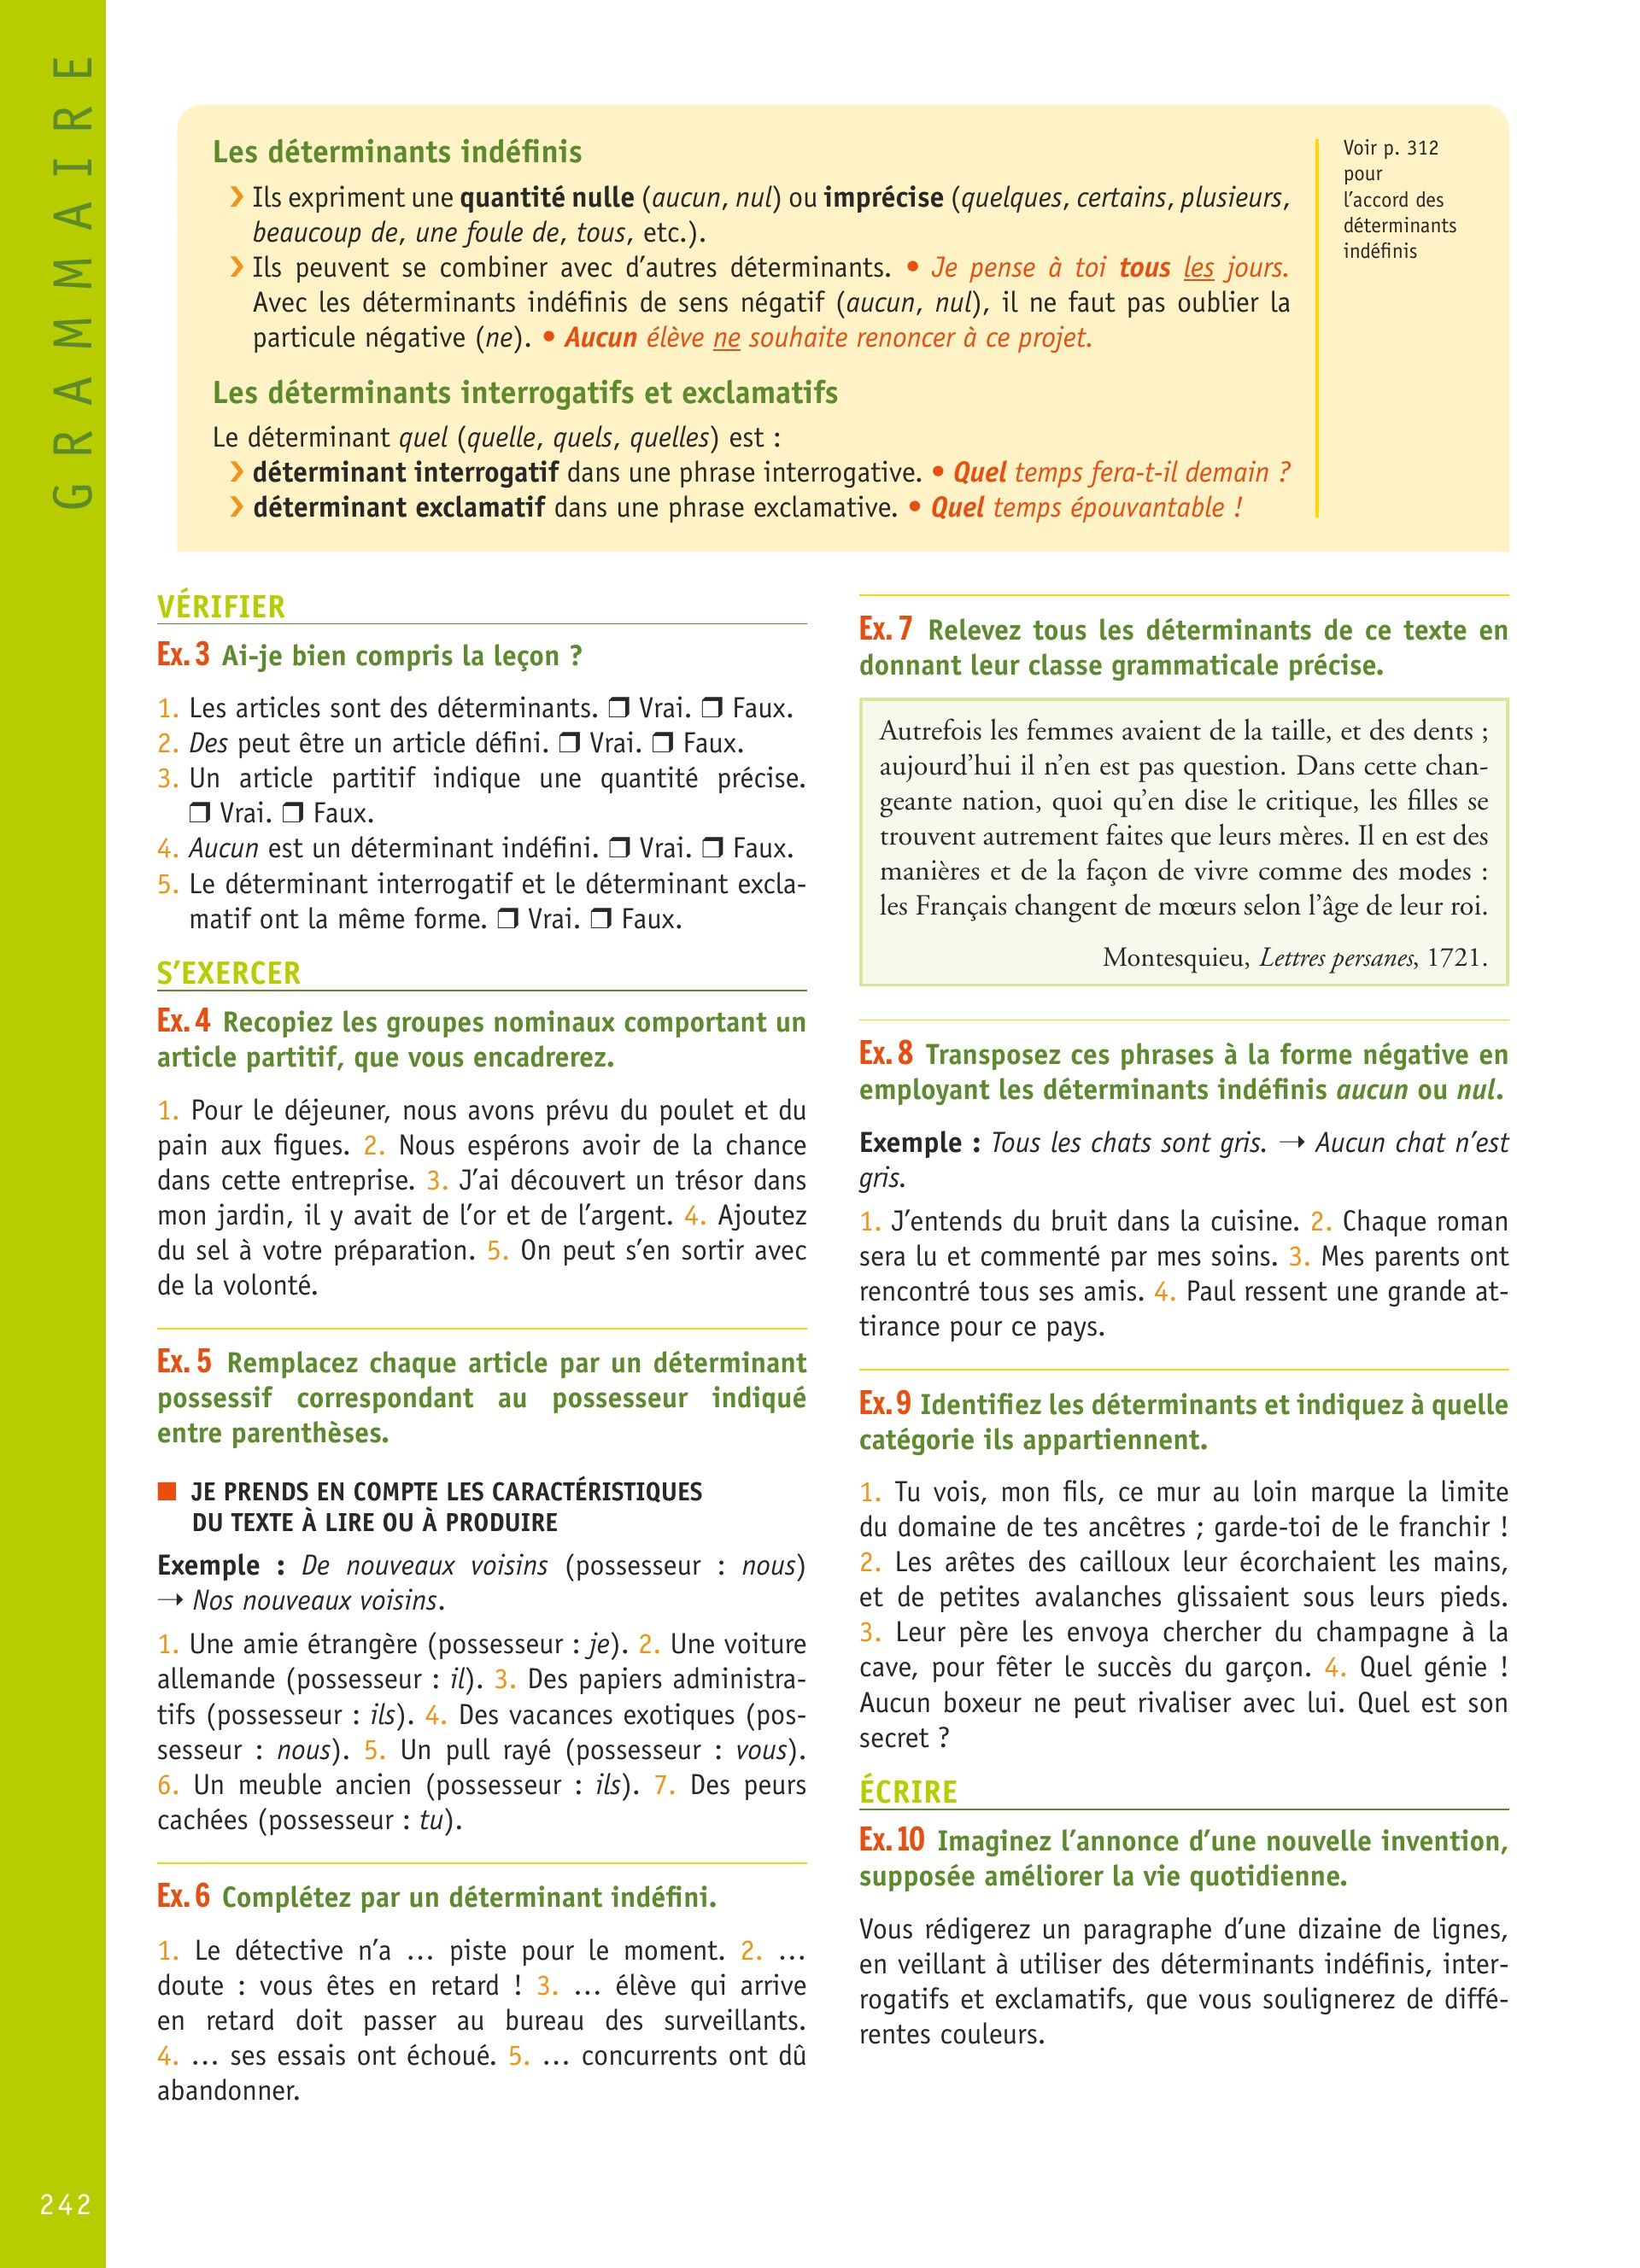 GRAMMAIRE
Les déterminants indéfinis
❯ Ils expriment une quantité nulle (aucun, nul) ou imprécise (quelques, certains, plusieurs,
beaucoup de, une foule de, tous, etc.).
❯ Ils peuvent se combiner avec d’autres déterminants. • Je pense à toi tous les jours.
Avec les déterminants indéfinis de sens négatif (aucun, nul), il ne faut pas oublier la
particule négative (ne). • Aucun élève ne souhaite renoncer à ce projet.
Les déterminants interrogatifs et exclamatifs
Le déterminant quel (quelle, quels, quelles) est :
❯ déterminant interrogatif dans une phrase interrogative. • Quel temps fera-t-il demain ?
❯ déterminant exclamatif dans une phrase exclamative. • Quel temps épouvantable !
Voir p. 312
pour
l’accord des
déterminants
indéfinis
VÉRIFIER
Ex. 3 Ai-je bien compris la leçon ?
1. Les articles sont des déterminants. ❒ Vrai. ❒ Faux.
2. Des peut être un article défini. ❒ Vrai. ❒ Faux.
3. Un article partitif indique une quantité précise.
❒ Vrai. ❒ Faux.
4. Aucun est un déterminant indéfini. ❒ Vrai. ❒ Faux.
5. Le déterminant interrogatif et le déterminant excla-
matif ont la même forme. ❒ Vrai. ❒ Faux.
S’EXERCER
Ex. 4 Recopiez les groupes nominaux comportant un
article partitif, que vous encadrerez.
1. Pour le déjeuner, nous avons prévu du poulet et du
pain aux figues. 2. Nous espérons avoir de la chance
dans cette entreprise. 3. J’ai découvert un trésor dans
mon jardin, il y avait de l’or et de l’argent. 4. Ajoutez
du sel à votre préparation. 5. On peut s’en sortir avec
de la volonté.
Ex. 5 Remplacez chaque article par un déterminant
possessif correspondant au possesseur indiqué
entre parenthèses.
■ JE PRENDS EN COMPTE LES CARACTÉRISTIQUES
DU TEXTE À LIRE OU À PRODUIRE
Exemple : De nouveaux voisins (possesseur : nous)
→ Nos nouveaux voisins.
1. Une amie étrangère (possesseur : je). 2. Une voiture
allemande (possesseur : il). 3. Des papiers administra-
tifs (possesseur : ils). 4. Des vacances exotiques (pos-
sesseur : nous). 5. Un pull rayé (possesseur : vous).
6. Un meuble ancien (possesseur : ils). 7. Des peurs
cachées (possesseur : tu).
Ex. 6 Complétez par un déterminant indéfini.
1. Le détective n’a … piste pour le moment. 2. …
doute : vous êtes en retard ! 3. … élève qui arrive
en retard doit passer au bureau des surveillants.
4. … ses essais ont échoué. 5. … concurrents ont dû
abandonner.
Ex. 7 Relevez tous les déterminants de ce texte en
donnant leur classe grammaticale précise.
Autrefois les femmes avaient de la taille, et des dents ;
aujourd’hui il n’en est pas question. Dans cette chan-
geante nation, quoi qu’en dise le critique, les filles se
trouvent autrement faites que leurs mères. Il en est des
manières et de la façon de vivre comme des modes :
les Français changent de mœurs selon l’âge de leur roi.
Montesquieu, Lettres persanes, 1721.
Ex. 8 Transposez ces phrases à la forme négative en
employant les déterminants indéfinis aucun ou nul.
Exemple : Tous les chats sont gris. → Aucun chat n’est
gris.
1. J’entends du bruit dans la cuisine. 2. Chaque roman
sera lu et commenté par mes soins. 3. Mes parents ont
rencontré tous ses amis. 4. Paul ressent une grande at-
tirance pour ce pays.
Ex. 9 Identifiez les déterminants et indiquez à quelle
catégorie ils appartiennent.
1. Tu vois, mon fils, ce mur au loin marque la limite
du domaine de tes ancêtres ; garde-toi de le franchir !
2. Les arêtes des cailloux leur écorchaient les mains,
et de petites avalanches glissaient sous leurs pieds.
3. Leur père les envoya chercher du champagne à la
cave, pour fêter le succès du garçon. 4. Quel génie !
Aucun boxeur ne peut rivaliser avec lui. Quel est son
secret ?
ÉCRIRE
Ex. 10 Imaginez l’annonce d’une nouvelle invention,
supposée améliorer la vie quotidienne.
Vous rédigerez un paragraphe d’une dizaine de lignes,
en veillant à utiliser des déterminants indéfinis, inter-
rogatifs et exclamatifs, que vous soulignerez de diffé-
rentes couleurs.
242